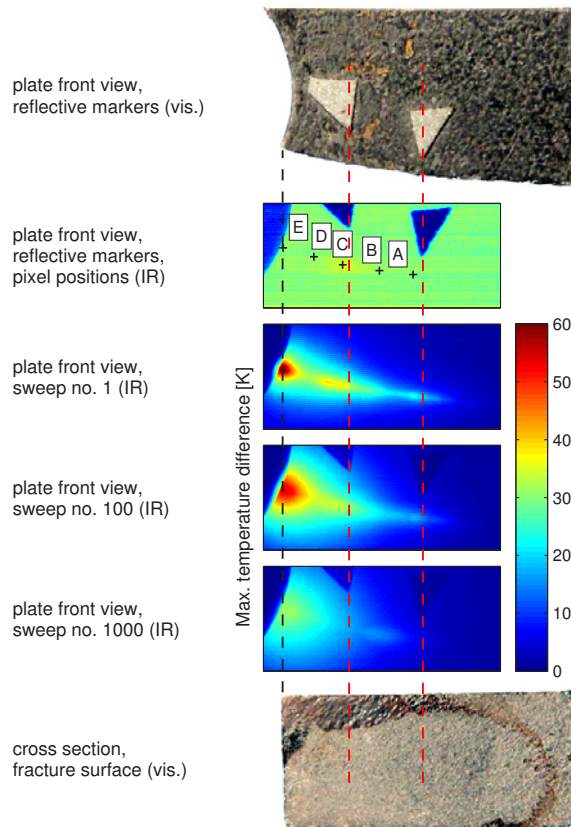 plate front view,
reflective markers (vis.)
plate front view,
reflective markers,
pixel positions (IR)
E
D
C
B
A
plate front view,
sweep no. 1 (IR)
plate front view,
sweep no. 100 (IR)
plate front view,
sweep no. 1000 (IR)
Max. temperature difference [K]
60
50
40
30
20
10
0
cross section,
fracture surface (vis.)